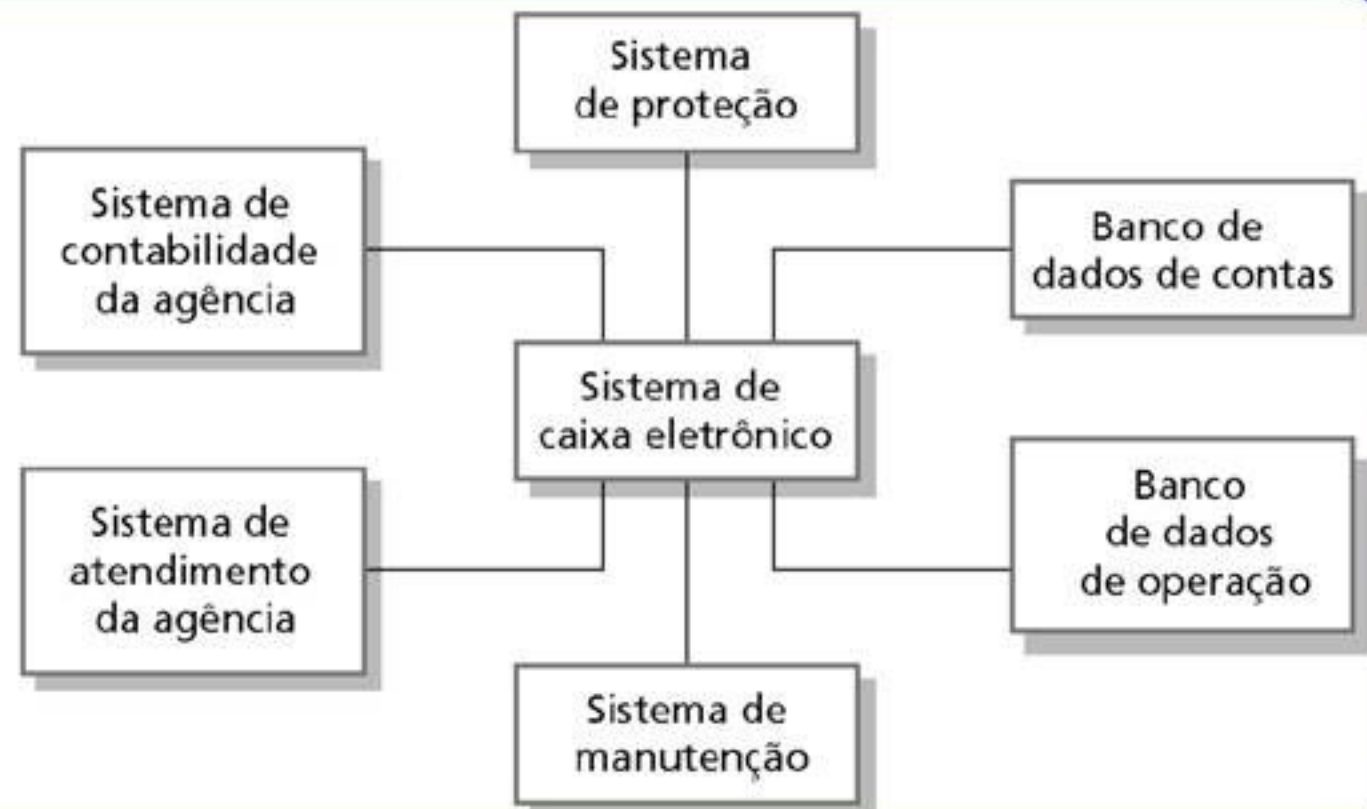 Sistema
de proteção
Sistema de
contabilidade
da agência
Banco de
dados de contas
Sistema de
caixa eletrônico
Sistema de
atendimento
da agência
Banco
de dados
de operação
Sistema de
manutenção